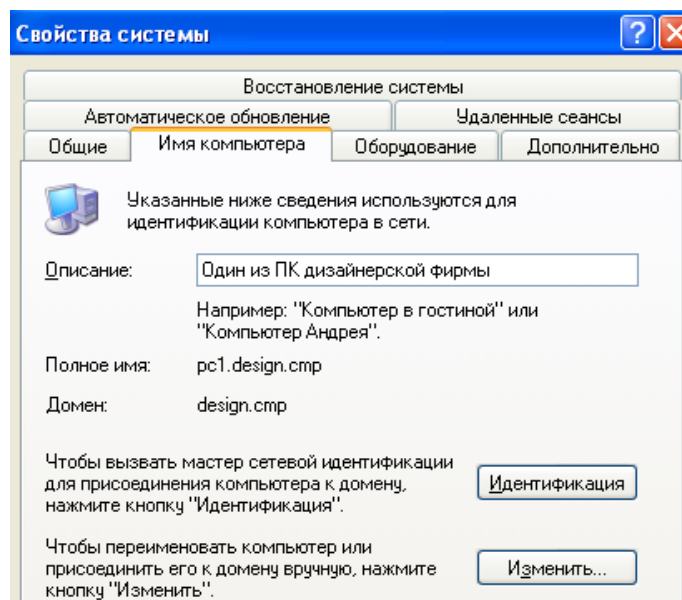 Свойства системы
Восстановление системы
Автоматическое обновление
Удаленные сеансы
Общие
Имя компьютера
Оборудование
Дополнительно
Указанные ниже сведения используются для
идентификации компьютера в сети.
Описание:
Один из ПК дизайнерской фирмы
Например: "Компьютер в гостиной" или
"Компьютер Андрея".
Полное имя:
pc1.design.cmp
Домен:
design.cmp
Чтобы вызвать мастер сетевой идентификации
для присоединения компьютера к домену,
нажмите кнопку "Идентификация".
Идентификация
Чтобы переименовать компьютер или
присоединить его к домену вручную, нажмите
кнопку "Изменить".
Изменить...